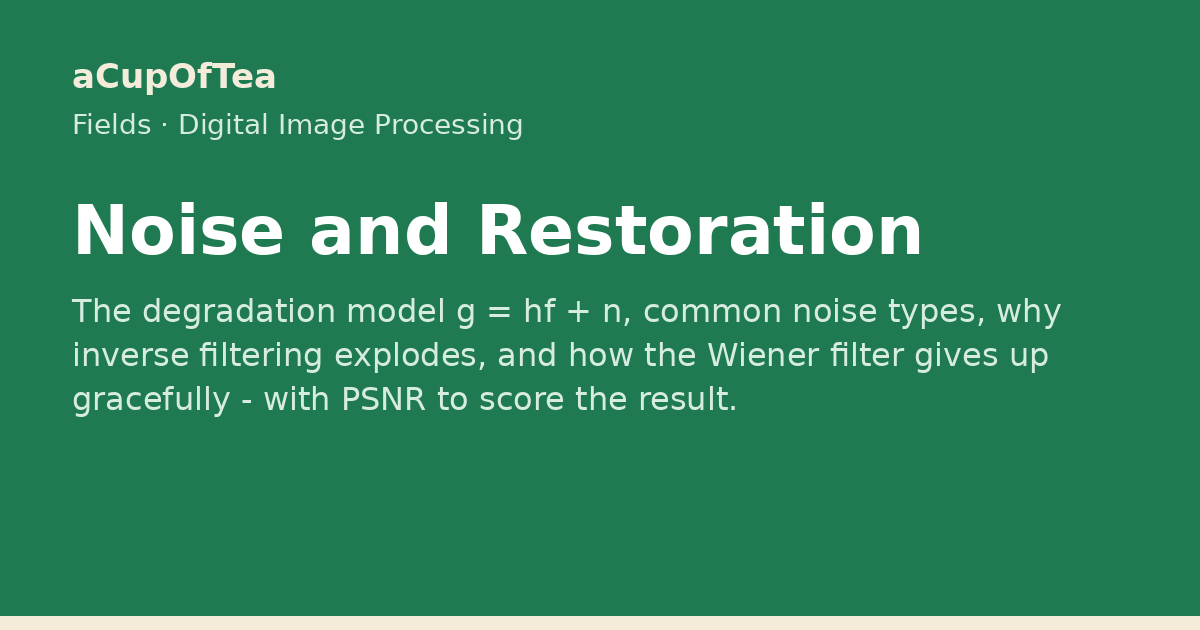 aCupOfTea
Fields · Digital Image Processing
Noise and Restoration
The degradation model g = hf + n, common noise types, why
inverse filtering explodes, and how the Wiener filter gives up
gracefully - with PSNR to score the result.